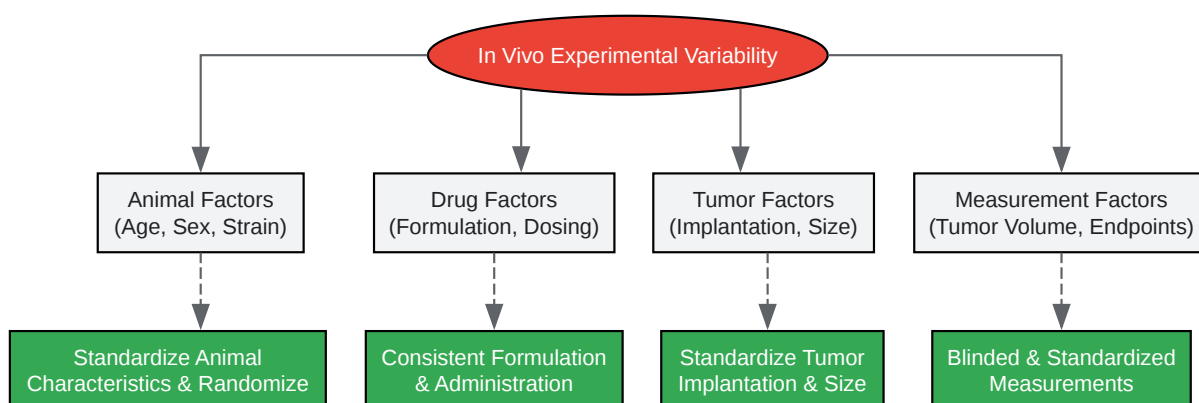 In Vivo Experimental Variability
Animal Factors
(Age, Sex, Strain)
Drug Factors
(Formulation, Dosing)
Tumor Factors
(Implantation, Size)
Measurement Factors
(Tumor Volume, Endpoints)
Standardize Animal
Characteristics & Randomize
Consistent Formulation
& Administration
Standardize Tumor
Implantation & Size
Blinded & Standardized
Measurements